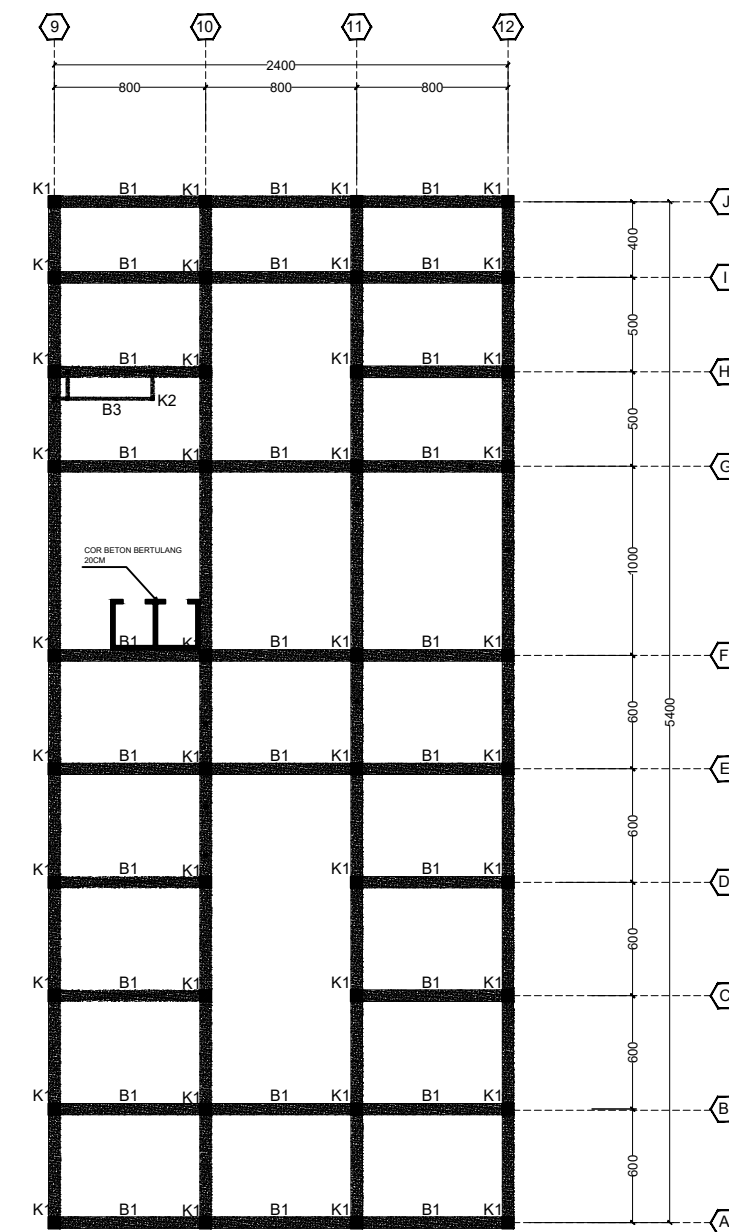 9 10 11 12
2400
800 800 800
K1 B1 K1 B1 K1 B1 K1 J
400
K1 B1 K1 B1 K1 B1 K1 I
500
K1 B1 K1 K1 B1 K1 H
B3 K2
500
K1 B1 K1 B1 K1 B1 K1 G
COR BETON BERTULANG
20CM
1000
K1 B1 K1 B1 K1 B1 K1 F
600
5400
K1 B1 K1 B1 K1 B1 K1 E
600
K1 B1 K1 K1 B1 K1 D
600
K1 B1 K1 K1 B1 K1 C
600
K1 B1 K1 B1 K1 B1 K1 B
600
K1 B1 K1 B1 K1 B1 K1 A